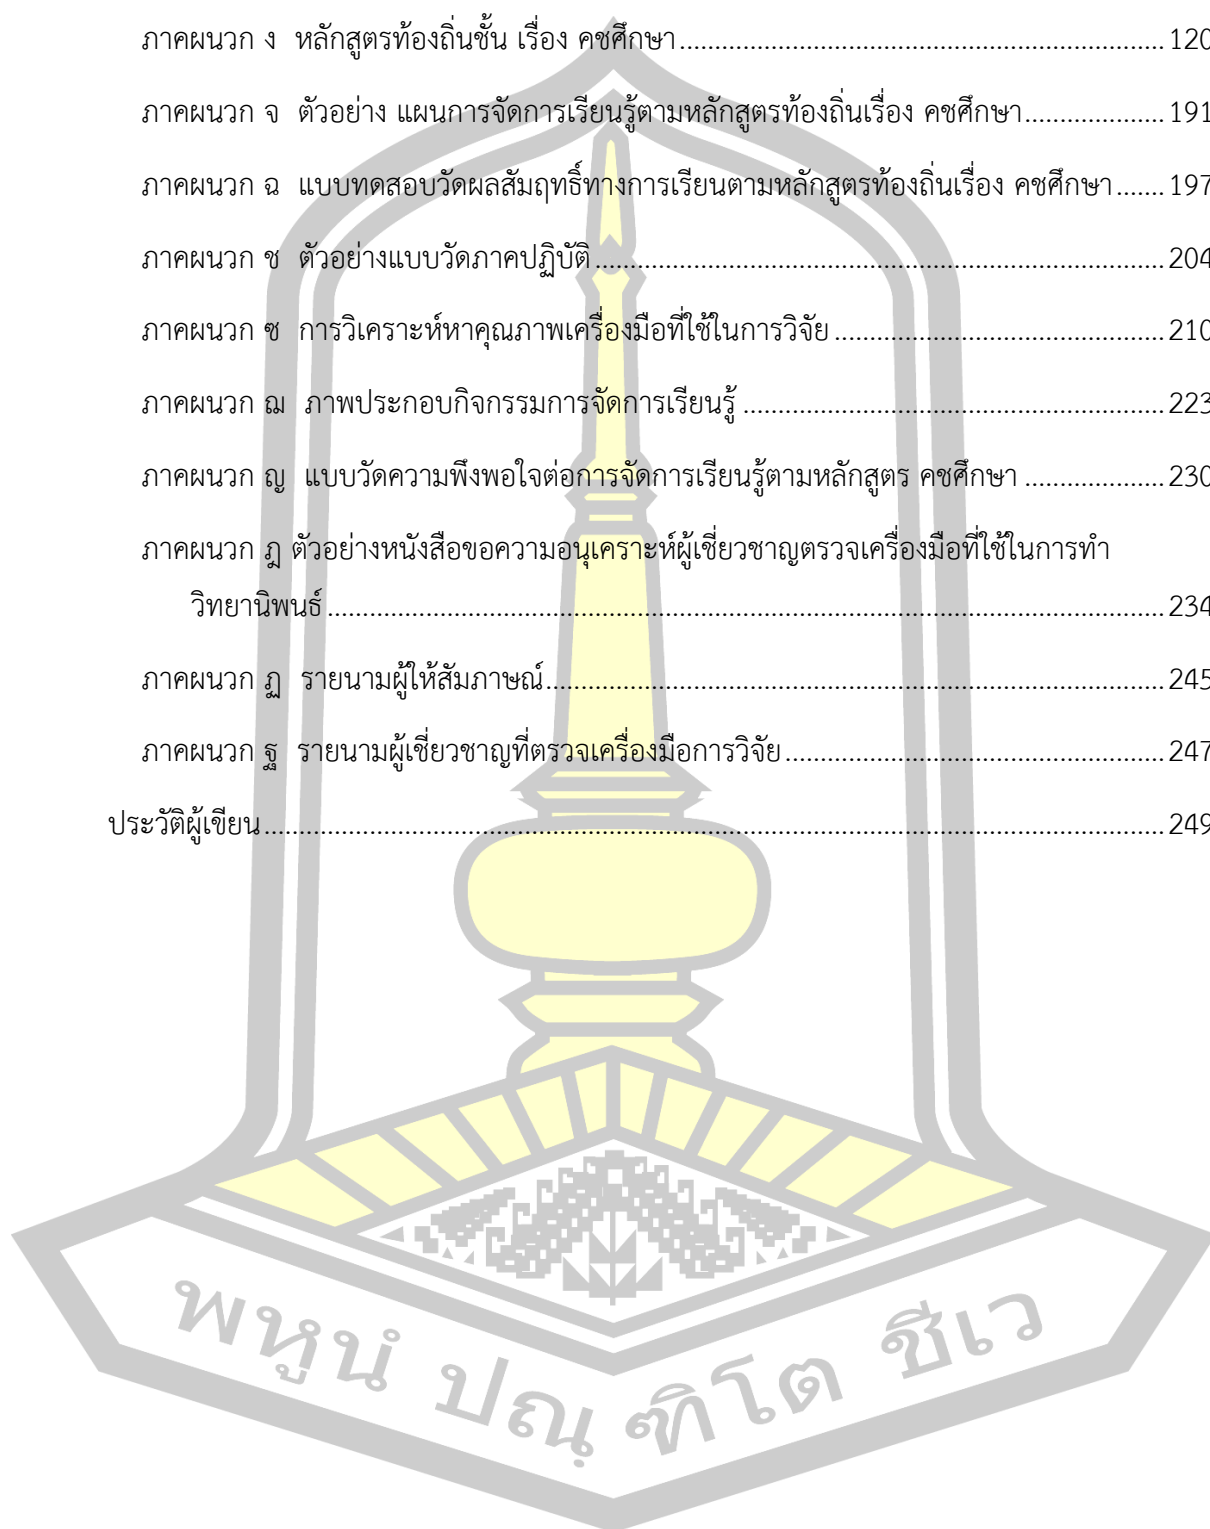 ภาคผนวก ง หลักสูตรท้องถิ่นชั้น เรื่อง คชศึกษา.................................................................. 120
ภาคผนวก จ ตัวอย่าง แผนการจัดการเรียนรู้ตามหลักสูตรท้องถิ่นเรื่อง คชศึกษา................... 191
ภาคผนวก ฉ แบบทดสอบวัดผลสัมฤทธิ์ทางการเรียนตามหลักสูตรท้องถิ่นเรื่อง คชศึกษา....... 197
ภาคผนวก ช ตัวอย่างแบบวัดภาคปฏิบัติ.............................................................................. 204
ภาคผนวก ซ การวิเคราะห์หาคุณภาพเครื่องมือที่ใช้ในการวิจัย............................................. 210
ภาคผนวก ฌ ภาพประกอบกิจกรรมการจัดการเรียนรู้.......................................................... 223
ภาคผนวก ญ แบบวัดความพึงพอใจต่อการจัดการเรียนรู้ตามหลักสูตร คชศึกษา................... 230
ภาคผนวก ฎ ตัวอย่างหนังสือขอความอนุเคราะห์ผู้เชี่ยวชาญตรวจเครื่องมือที่ใช้ในการทำ
วิทยานิพนธ์.................................................................................................................. 234
ภาคผนวก ฏ รายนามผู้ให้สัมภาษณ์..................................................................................... 245
ภาคผนวก ฐ รายนามผู้เชี่ยวชาญที่ตรวจเครื่องมือการวิจัย.................................................... 247
ประวัติผู้เขียน........................................................................................................................... 249
พหูนํ ปณฺฑิโต ชีเว